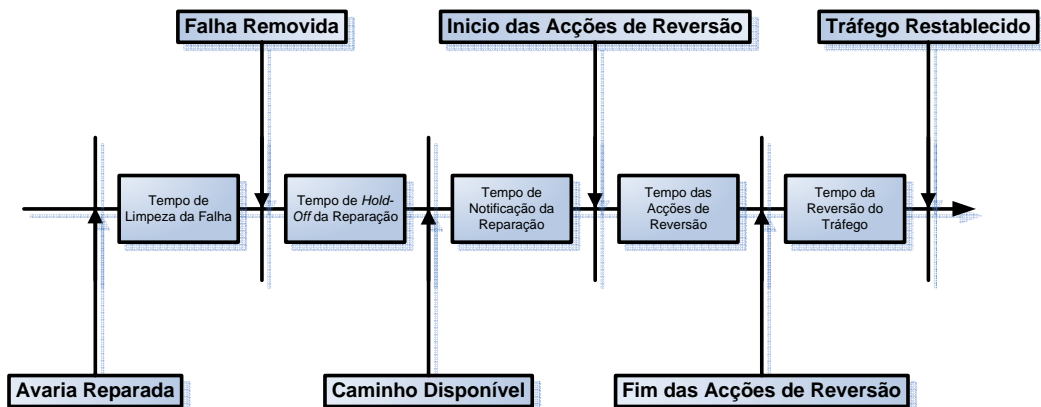 Falha Removida
Inicio das Acções de Reversão
Tráfego Restablecido
Tempo de
Limpeza da Falha
Tempo de Hold-
Off da Reparação
Tempo de
Notificação da
Reparação
Tempo das
Acções de
Reversão
Tempo da
Reversão do
Tráfego
Avaria Reparada
Caminho Disponível
Fim das Acções de Reversão